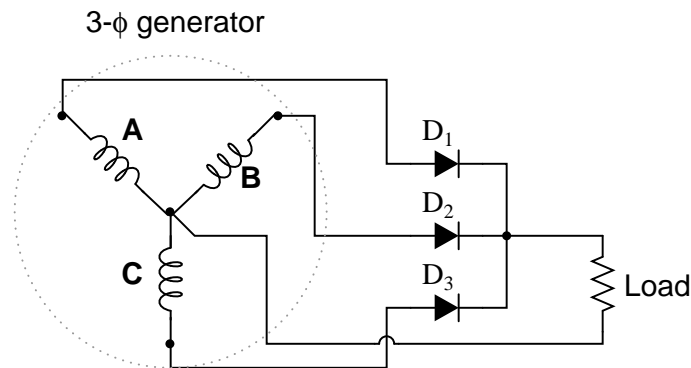 3-ϕ generator
A
B
C
D₁
D₂
D₃
Load